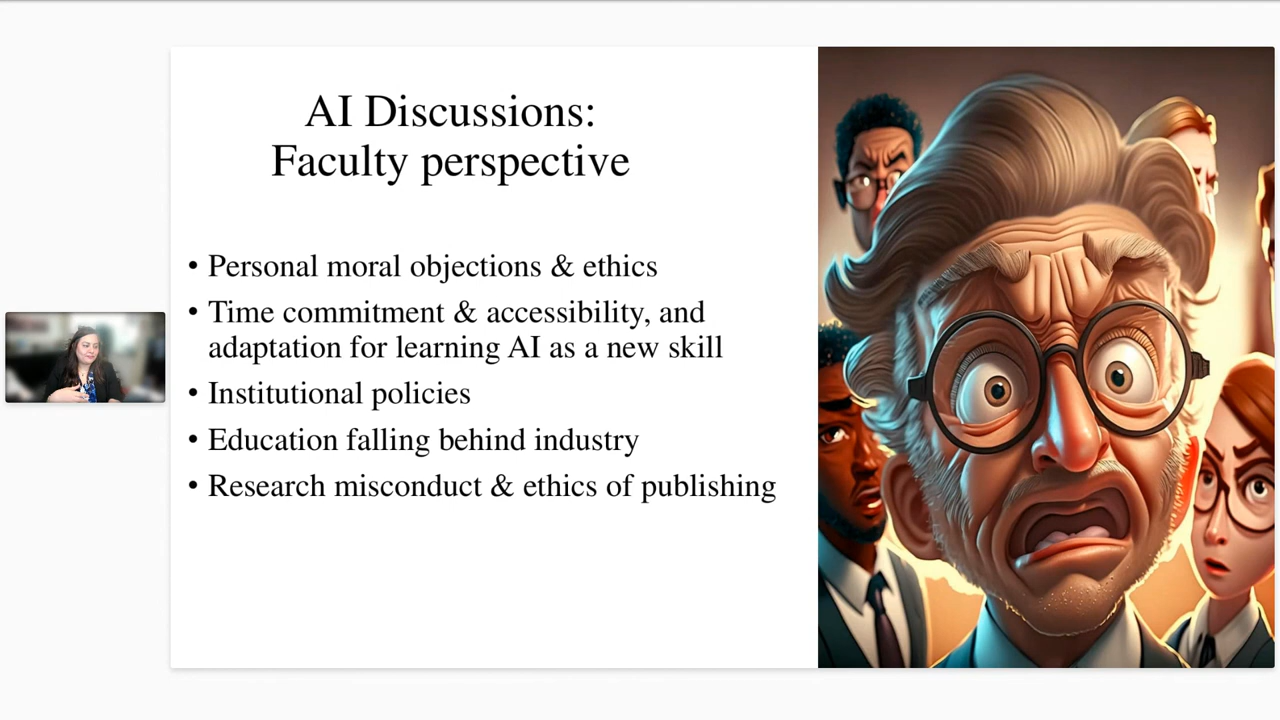 AI Discussions:
Faculty perspective
• Personal moral objections & ethics
• Time commitment & accessibility, and
adaptation for learning AI as a new skill
• Institutional policies
• Education falling behind industry
• Research misconduct & ethics of publishing